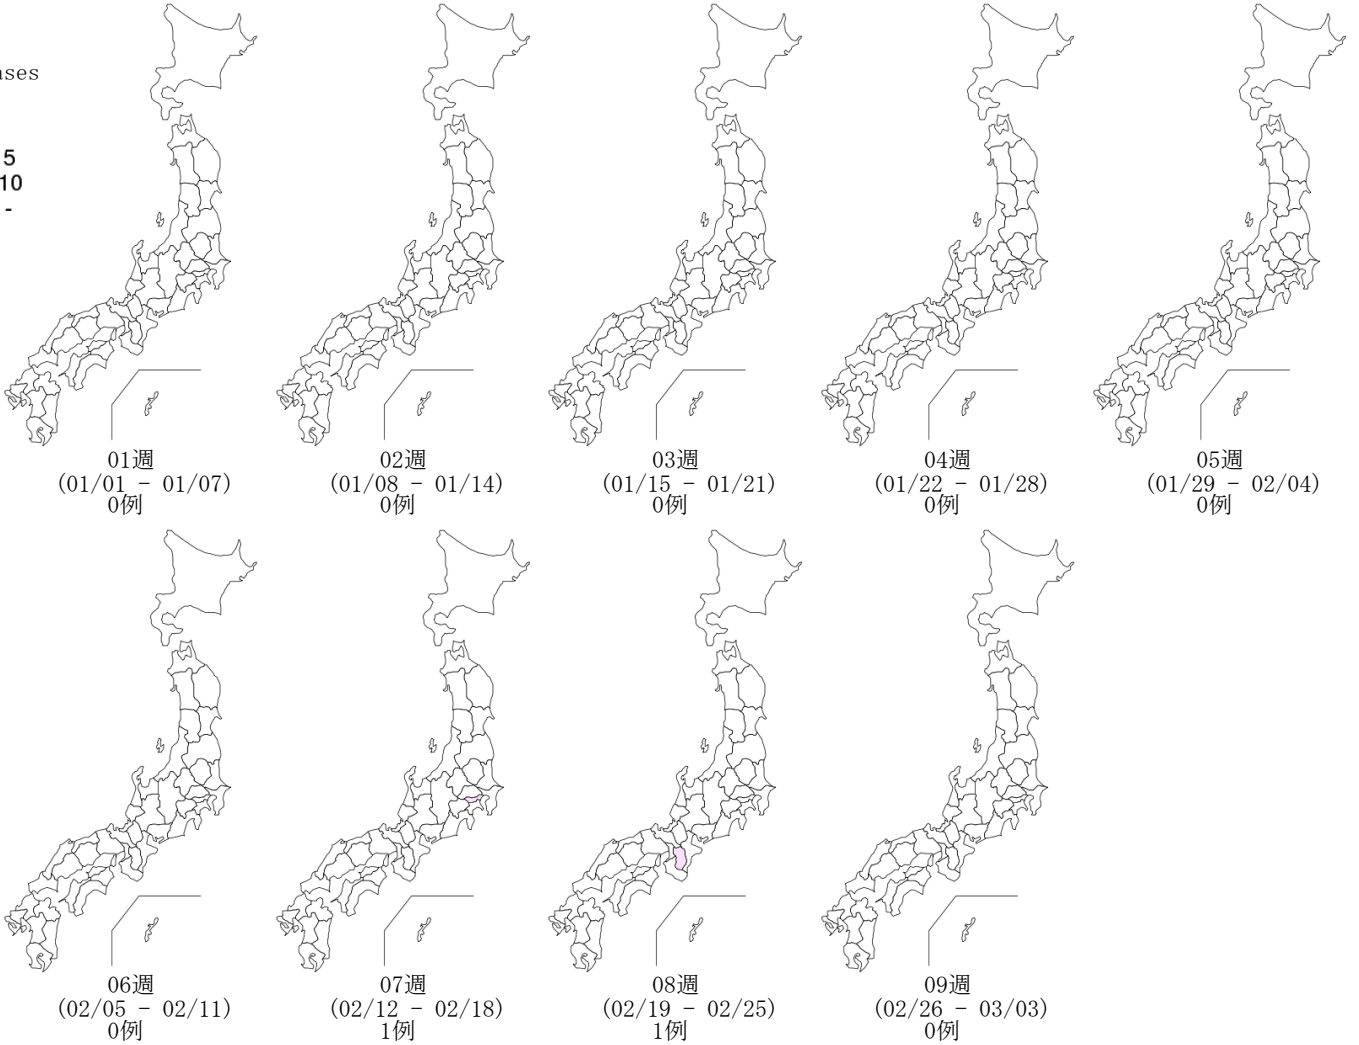 ases
5
10
-
01週
(01/01 - 01/07)
0例
02週
(01/08 - 01/14)
0例
03週
(01/15 - 01/21)
0例
04週
(01/22 - 01/28)
0例
05週
(01/29 - 02/04)
0例
06週
(02/05 - 02/11)
0例
07週
(02/12 - 02/18)
1例
08週
(02/19 - 02/25)
1例
09週
(02/26 - 03/03)
0例